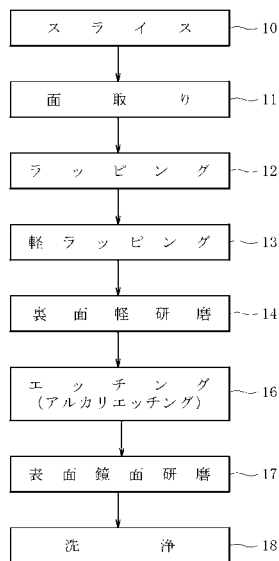 スライス 10
面取り 11
ラッピング 12
軽ラッピング 13
裏面軽研磨 14
エッチング
(アルカリエッチング) 16
表面鏡面研磨 17
洗浄 18